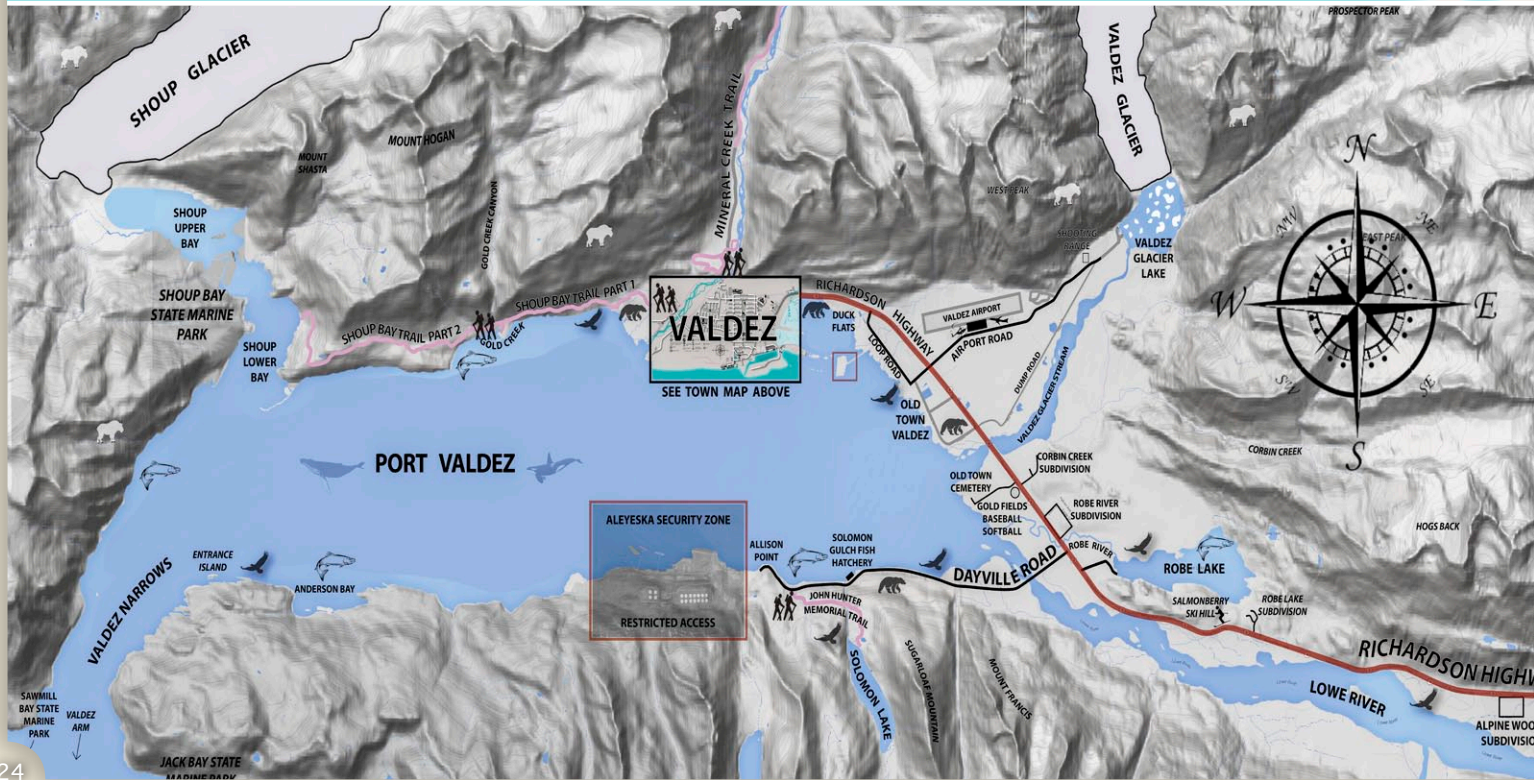 PROSPECTOR PEAK
SHOUP GLACIER
VALDEZ GLACIER
MOUNT HOGAN
MOUNT
SHASTA
MINERAL CREEK TRAIL
GOLD CREEK CANYON
WEST PEAK
SHOOTING
RANGE
SHOUP
UPPER
BAY
VALDEZ
GLACIER
LAKE
N
NW
NE
EAST PEAK
W
E
SW
SE
S
SHOUP BAY
STATE MARINE
PARK
SHOUP
LOWER
BAY
SHOUP BAY TRAIL PART 2
SHOUP BAY TRAIL PART 1
GOLD CREEK
VALDEZ
SEE TOWN MAP ABOVE
RICHARDSON HIGHWAY
DUCK
FLATS
LOOP ROAD
VALDEZ AIRPORT
AIRPORT ROAD
DUMP ROAD
VALDEZ GLACIER STREAM
OLD
TOWN
VALDEZ
PORT VALDEZ
CORBIN CREEK
CORBIN CREEK
SUBDIVISION
OLD TOWN
CEMETERY
GOLD FIELDS
BASEBALL
SOFTBALL
ROBE RIVER
SUBDIVISION
HOGS BACK
ALEYESKA SECURITY ZONE
RESTRICTED ACCESS
ALLISON
POINT
SOLOMON
GULCH FISH
HATCHERY
DAYVILLE ROAD
ROBE RIVER
ROBE LAKE
ENTRANCE
ISLAND
ANDERSON BAY
VALDEZ NARROWS
JOHN HUNTER
MEMORIAL TRAIL
SALMONBERRY
SKI HILL
ROBE LAKE
SUBDIVISION
SOLOMON LAKE
SUGARLOAF MOUNTAIN
MOUNT FRANCIS
RICHARDSON HIGHW
LOWE RIVER
ALPINE WOO
SUBDIVISIO
SAWMILL
BAY STATE
MARINE
PARK
VALDEZ
ARM
JACK BAY STATE
MARINE PARK
24